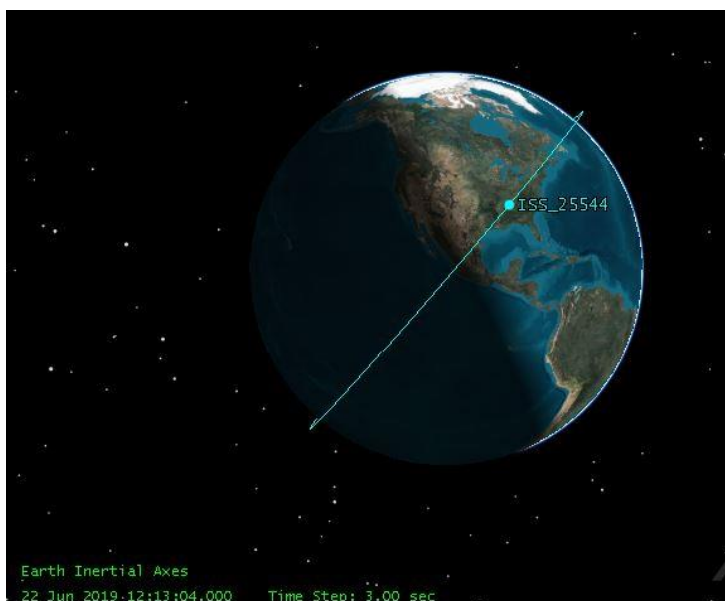 ISS_25544
Earth Inertial Axes
22 Jun 2019 12:13:04.000 Time Step: 3.00 sec